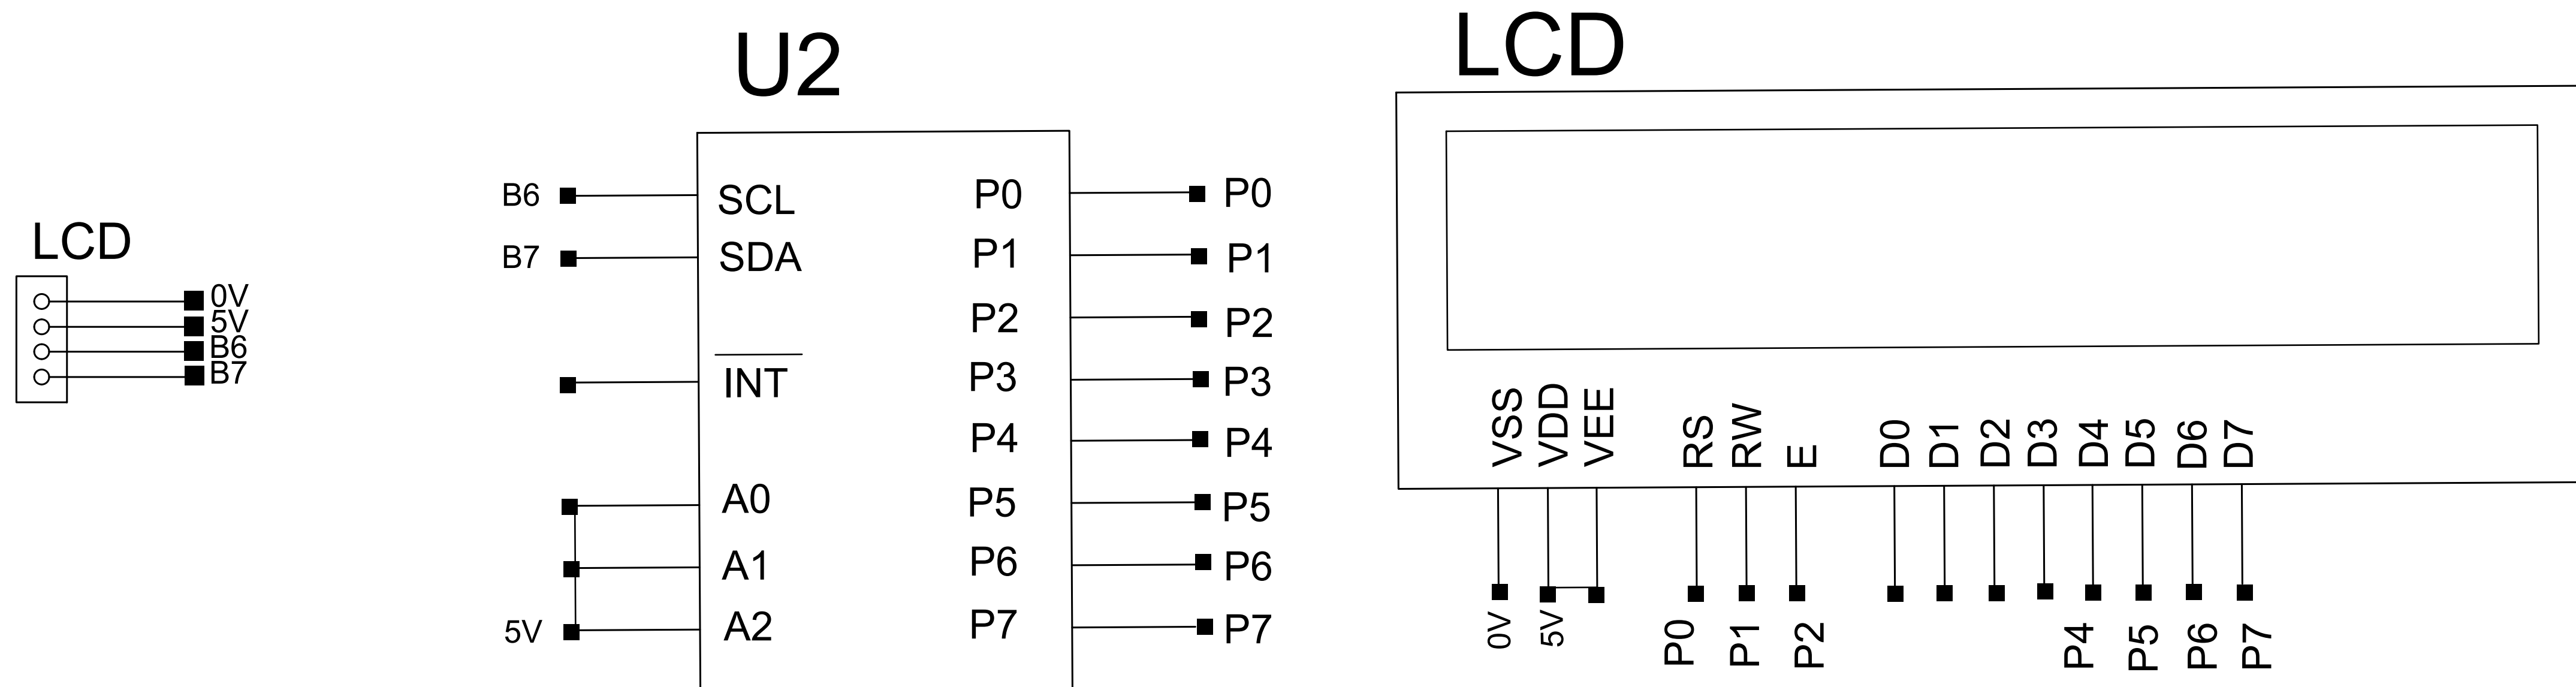 LCD
0V
5V
B6
B7
U2
B6 SCL P0 P0
B7 SDA P1 P1
P2 P2
INT P3 P3
P4 P4
A0 P5 P5
A1 P6 P6
5V A2 P7 P7
LCD
VSS VDD VEE RS RW E D0 D1 D2 D3 D4 D5 D6 D7
0V 5V P0 P1 P2 P4 P5 P6 P7